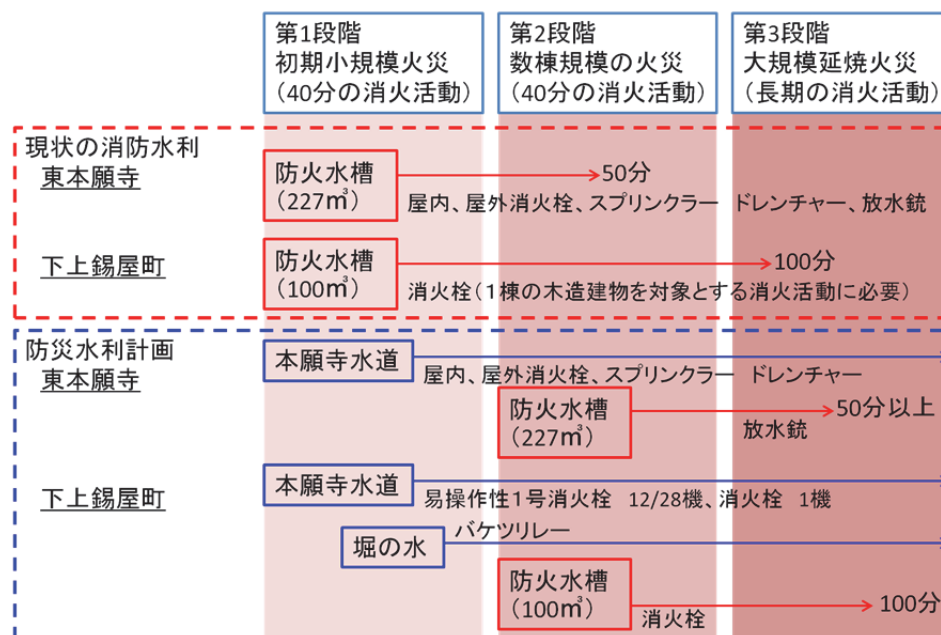 第1段階
初期小規模火災
(40分の消火活動)
第2段階
数棟規模の火災
(40分の消火活動)
第3段階
大規模延焼火災
(長期の消火活動)
現状の消防水利
東本願寺
防火水槽
(227㎥)
50分
屋内、屋外消火栓、スプリンクラー ドレンチャー、放水銃
下上錫屋町
防火水槽
(100㎥)
100分
消火栓(1棟の木造建物を対象とする消火活動に必要)
防災水利計画
東本願寺
本願寺水道
屋内、屋外消火栓、スプリンクラー ドレンチャー
防火水槽
(227㎥)
50分以上
放水銃
下上錫屋町
本願寺水道
易操作性1号消火栓 12/28機、消火栓 1機
堀の水
バケツリレー
防火水槽
(100㎥)
100分
消火栓